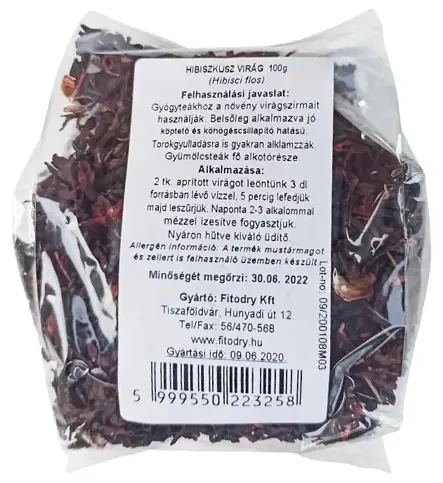 HIBISZKUSZ VIRÁG 100g
(Hibisci flos)
Felhasználási javaslat:
Gyógyteákhoz a növény virágszirmait
használják. Belsőleg alkalmazva jó
köptető és köhögéscsillapító hatású.
Torokgyulladásra is gyakran alklamzzák.
Gyümölcsteák fő alkotórésze.
Alkalmazása:
2 tk. aprított virágot leöntünk 3 dl
forrásban lévő vízzel, 5 percig lefedjük
majd leszűrjük. Naponta 2-3 alkalommal
mézzel ízesítve fogyasztjuk.
Nyáron hűtve kiváló üdítő.
Allergén információ: A termék mustármagot
és zellert is felhasználó üzemben készült.
Minőségét megőrzi: 30.06. 2022
Gyártó: Fitodry Kft
Tiszaföldvár, Hunyadi út 12
Tel/Fax: 56/470-568
www.fitodry.hu
Gyártási idő: 09.06.2020
Lot-no: 09/200108M03
5 999550 223258